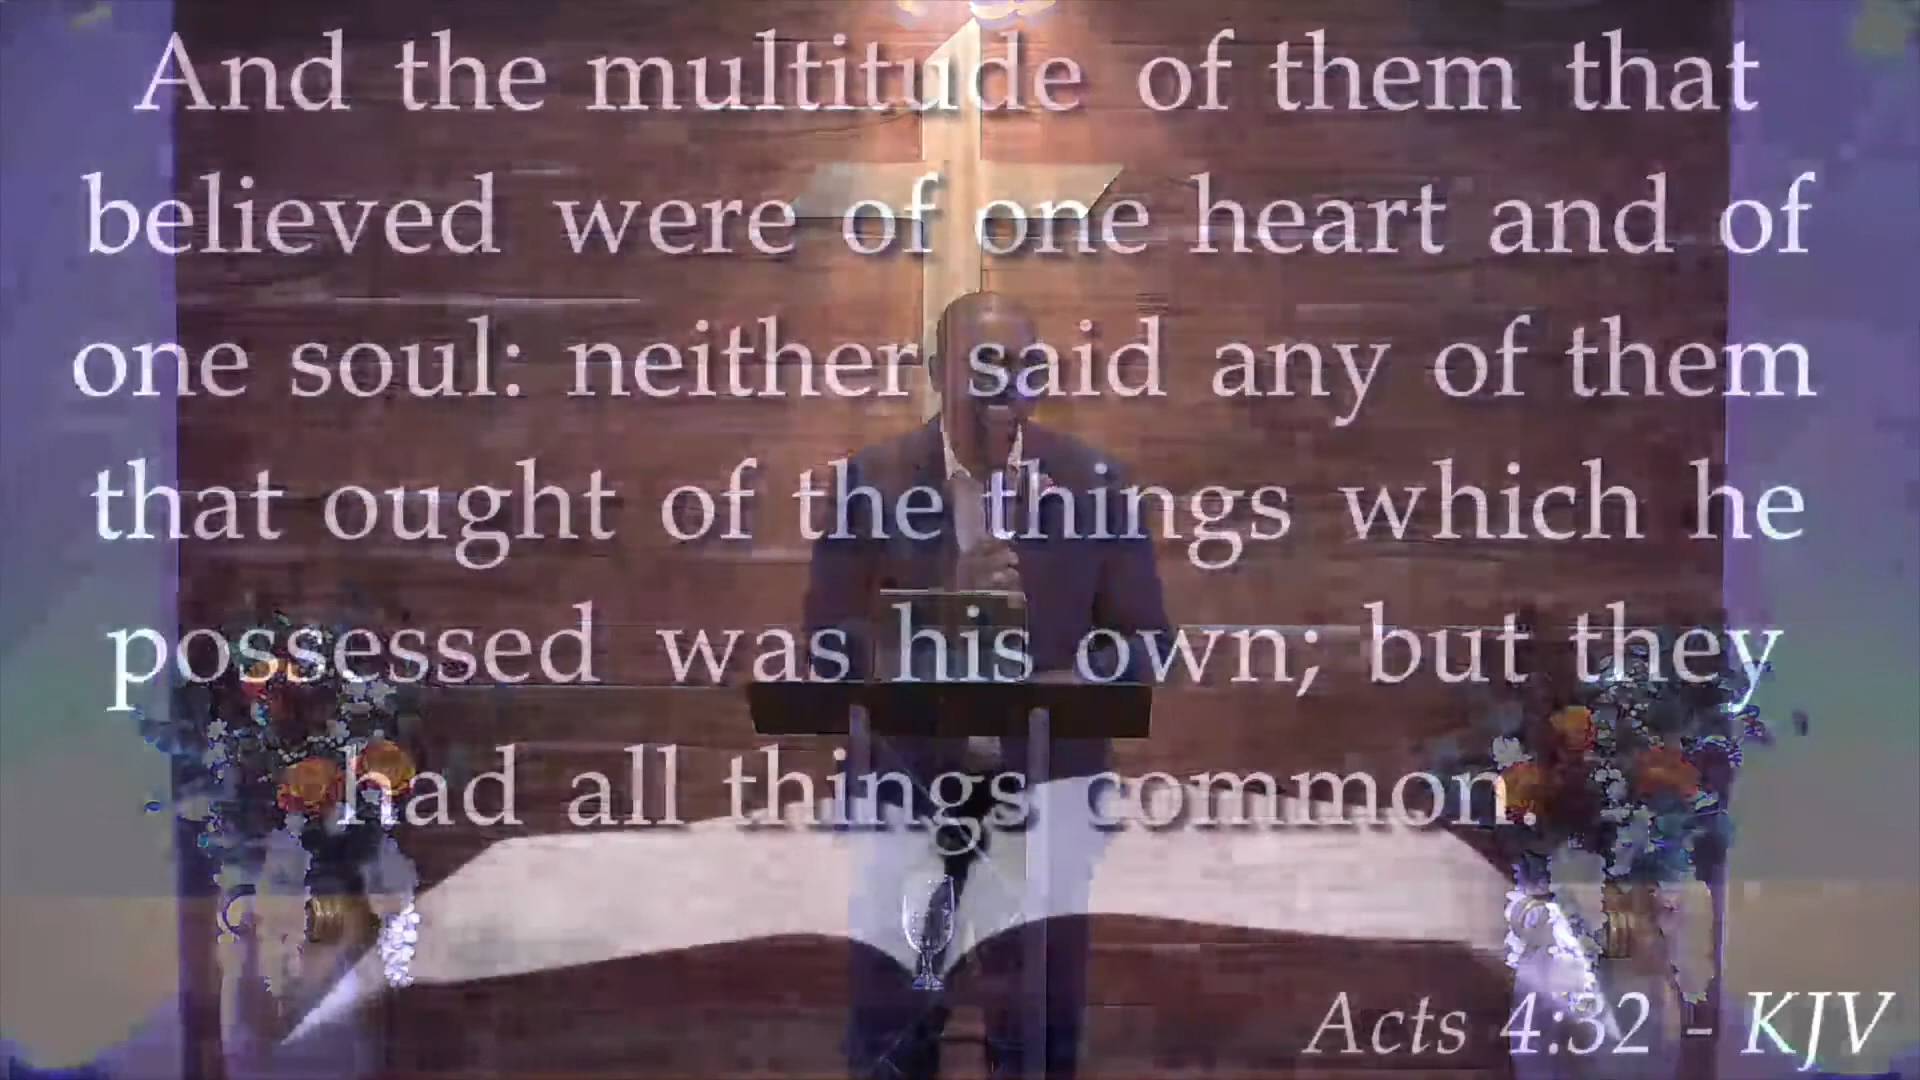 And the multitude of them that
believed were of one heart and of
one soul: neither said any of them
that ought of the things which he
possessed was his own; but they
had all things common.
Acts 4:32 - KJV